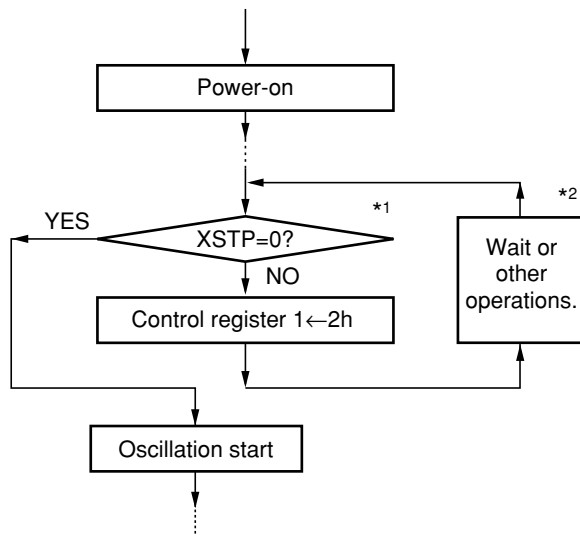 Power-on
*1
*2
YES
XSTP=0?
NO
Wait or
other
operations.
Control register 1←2h
Oscillation start